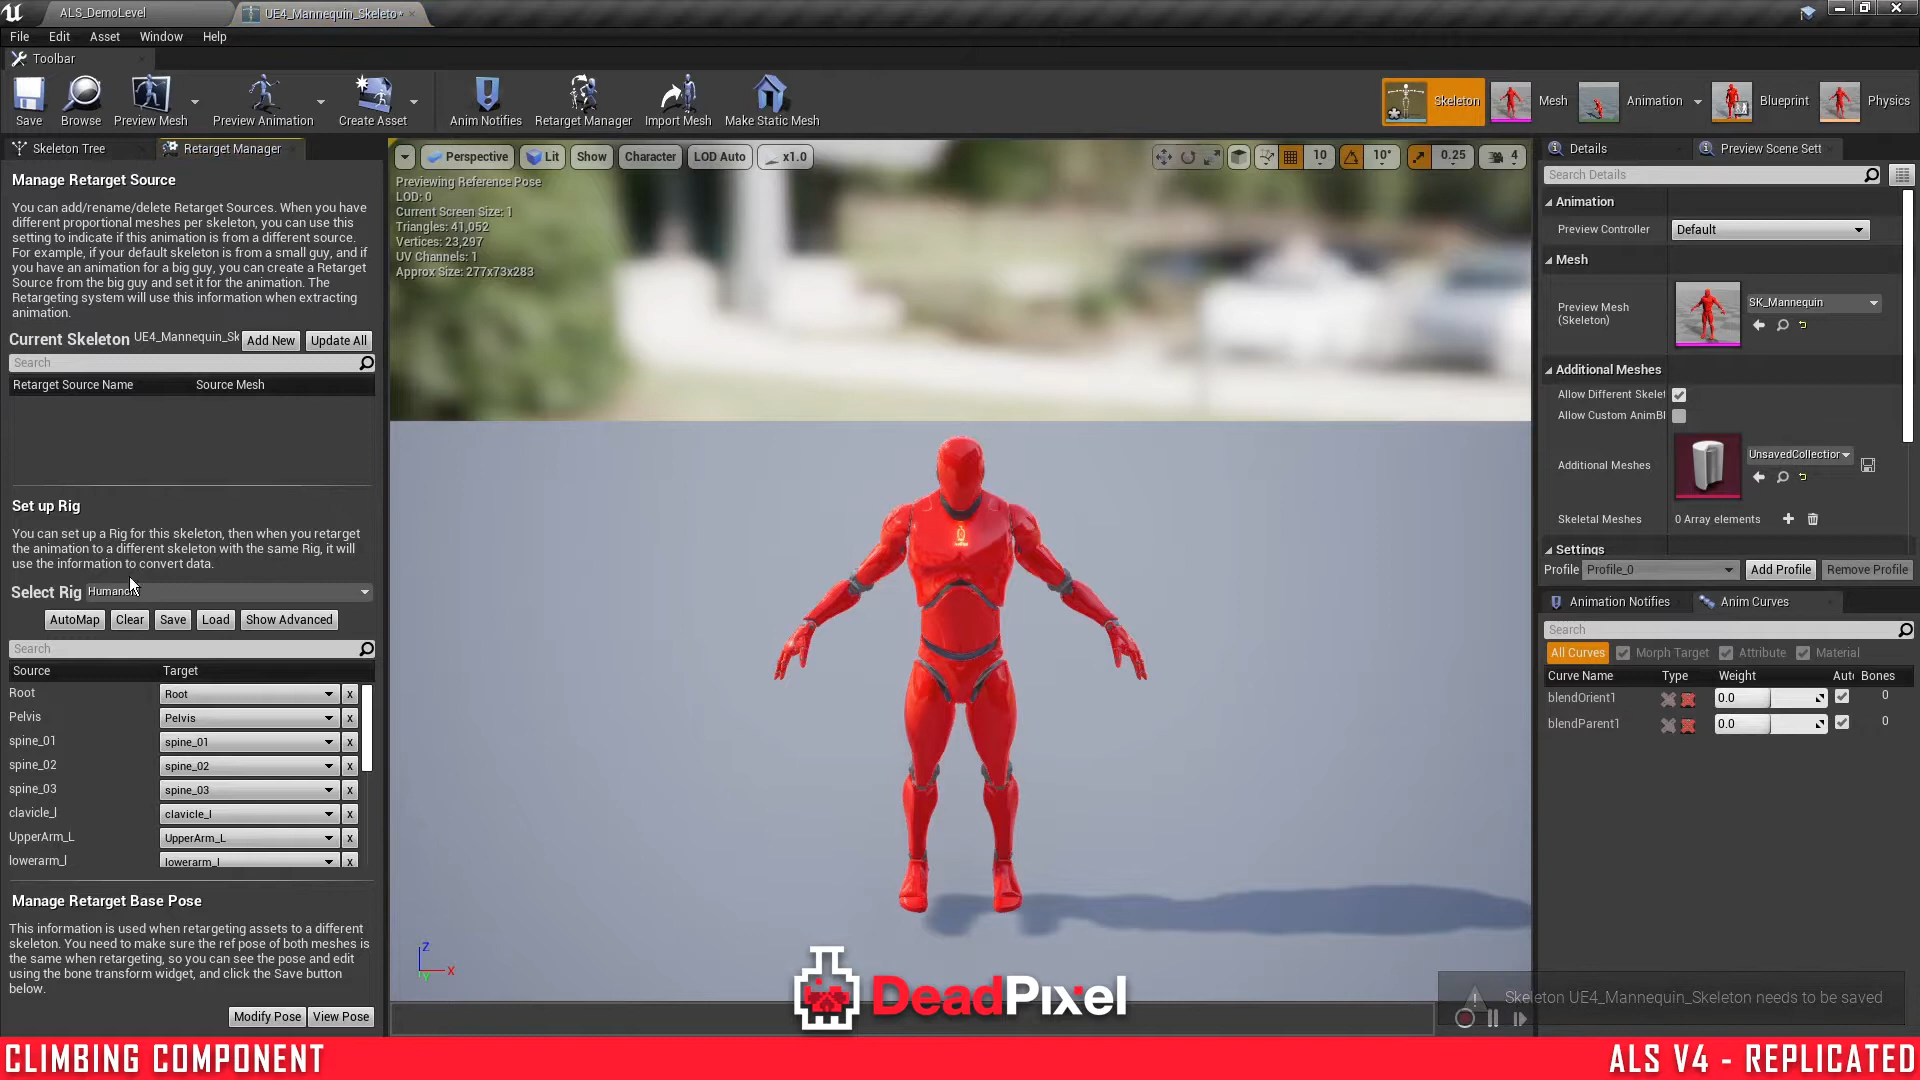 ALS_DemoLevel
UE4_Mannequin_Skeleto*
File Edit Asset Window Help
Toolbar
Save Browse Preview Mesh Preview Animation Create Asset Anim Notifies Retarget Manager Import Mesh Make Static Mesh
Skeleton Mesh Animation Blueprint Physics
Skeleton Tree Retarget Manager
Manage Retarget Source
You can add/rename/delete Retarget Sources. When you have
different proportional meshes per skeleton, you can use this
setting to indicate if this animation is from a different source.
For example, if your default skeleton is from a small guy, and if
you have an animation for a big guy, you can create a Retarget
Source from the big guy and set it for the animation. The
Retargeting system will use this information when extracting
animation.
Current Skeleton UE4_Mannequin_Sk Add New Update All
Search
Retarget Source Name Source Mesh
Set up Rig
You can set up a Rig for this skeleton, then when you retarget
the animation to a different skeleton with the same Rig, it will
use the information to convert data.
Select Rig
AutoMap Clear Save Load Show Advanced
Search
Source Target
Root Root x
Pelvis Pelvis x
spine_01 spine_01 x
spine_02 spine_02 x
spine_03 spine_03 x
clavicle_l clavicle_l x
UpperArm_L UpperArm_L x
lowerarm_l lowerarm_l x
Manage Retarget Base Pose
This information is used when retargeting assets to a different
skeleton. You need to make sure the ref pose of both meshes is
the same when retargeting, so you can see the pose and edit
using the bone transform widget, and click the Save button
below.
Modify Pose View Pose
Perspective Lit Show Character LOD Auto x1.0
10 10° 0.25 4
Previewing Reference Pose
LOD: 0
Current Screen Size: 1
Triangles: 41,052
Vertices: 23,297
UV Channels: 1
Approx Size: 277x73x283
Z
X
Y
DeadPixel
Details Preview Scene Sett
Search Details
Animation
Preview Controller Default
Mesh
Preview Mesh
(Skeleton)
SK_Mannequin
Additional Meshes
Allow Different Skelet
Allow Custom AnimBl
Additional Meshes UnsavedCollection
Skeletal Meshes 0 Array elements
Settings
Profile Profile_0 Add Profile Remove Profile
Animation Notifies Anim Curves
Search
All Curves Morph Target Attribute Material
Curve Name Type Weight Aut Bones
blendOrient1 0.0 0
blendParent1 0.0 0
Skeleton UE4_Mannequin_Skeleton needs to be saved
CLIMBING COMPONENT
ALS V4 - REPLICATED